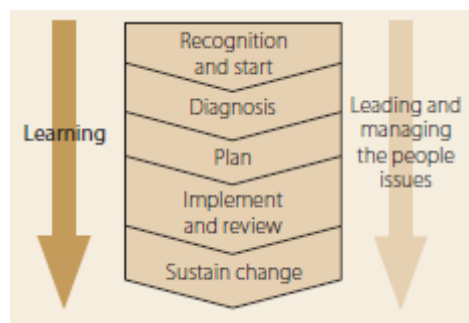 Recognition
and start
Diagnosis
Learning
Leading and
managing
the people
issues
Plan
Implement
and review
Sustain change